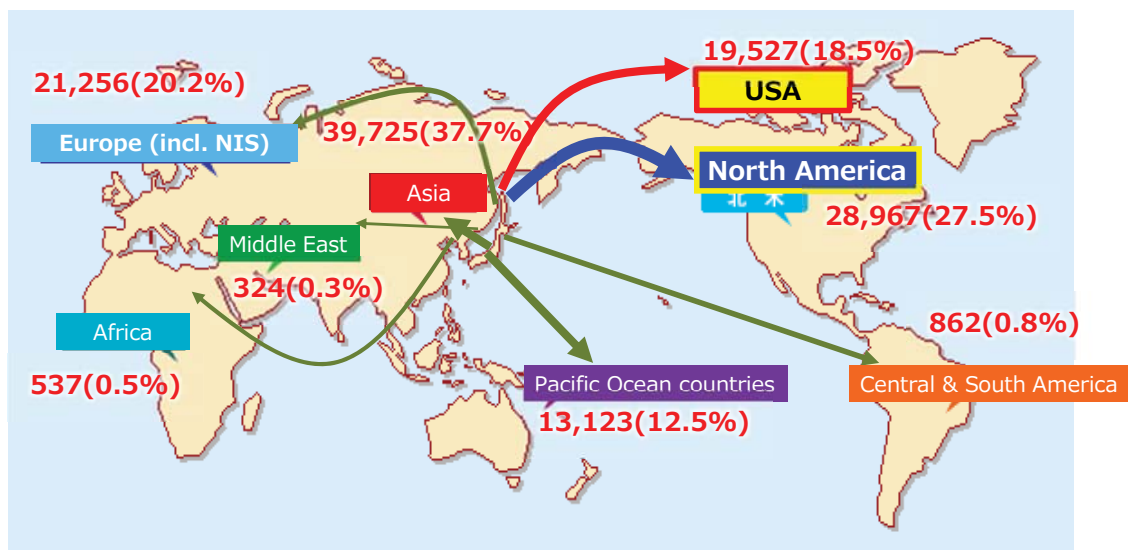 19,527(18.5%)
USA
21,256(20.2%)
Europe (incl. NIS)
39,725(37.7%)
North America
北 米
Asia
28,967(27.5%)
Middle East
324(0.3%)
Africa
862(0.8%)
537(0.5%)
Pacific Ocean countries
Central & South America
13,123(12.5%)